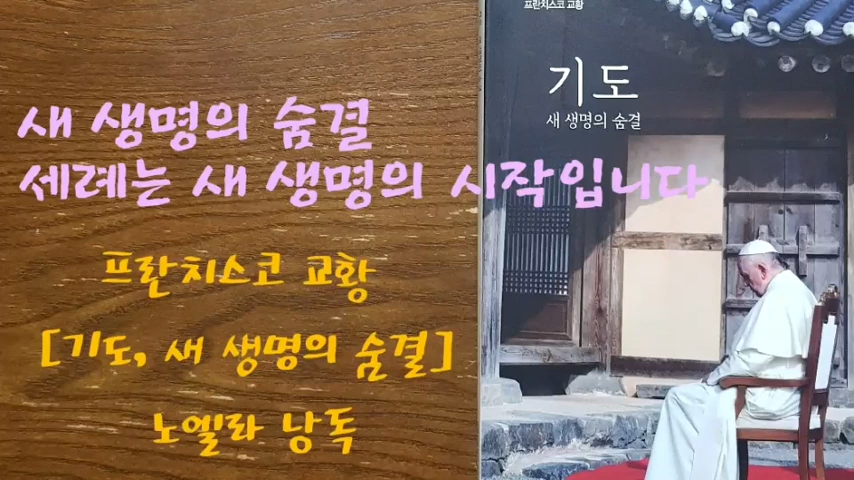 새 생명의 숨결
세례는 새 생명의 시작입니다
프란치스코 교황
[기도, 새 생명의 숨결]
노엘라 낭독
프란치스코 교황
기도
새 생명의 숨결